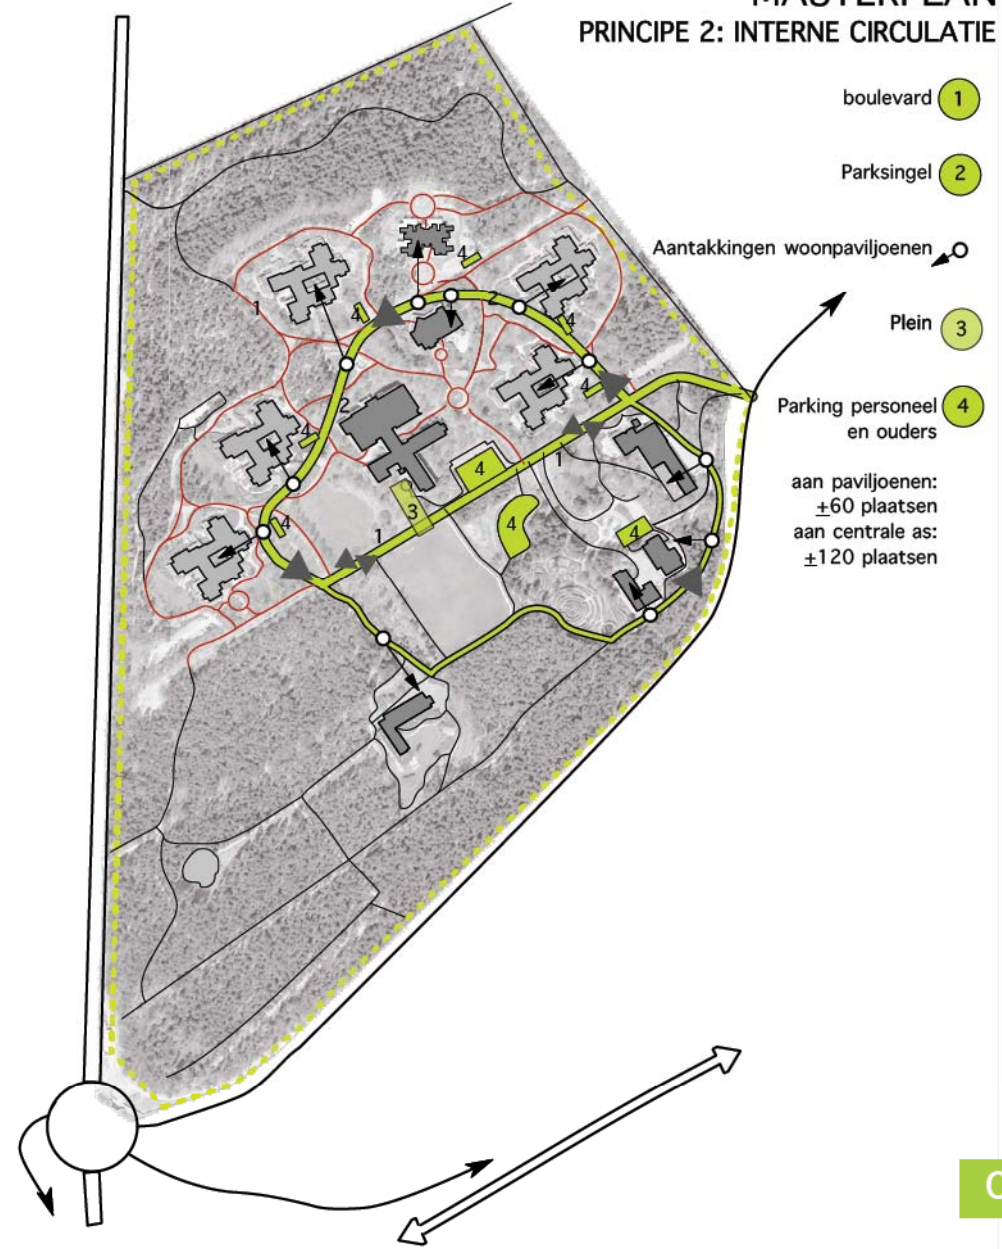 MASTERPLAN
PRINCIPE 2: INTERNE CIRCULATIE
boulevard 1
Parksingel 2
Aantakkingen woonpaviljoenen
Plein 3
Parking personeel 4
en ouders
aan paviljoenen:
±60 plaatsen
aan centrale as:
±120 plaatsen
4
1
4
2
4
4
2
4
4
1
3
4
4
4
1